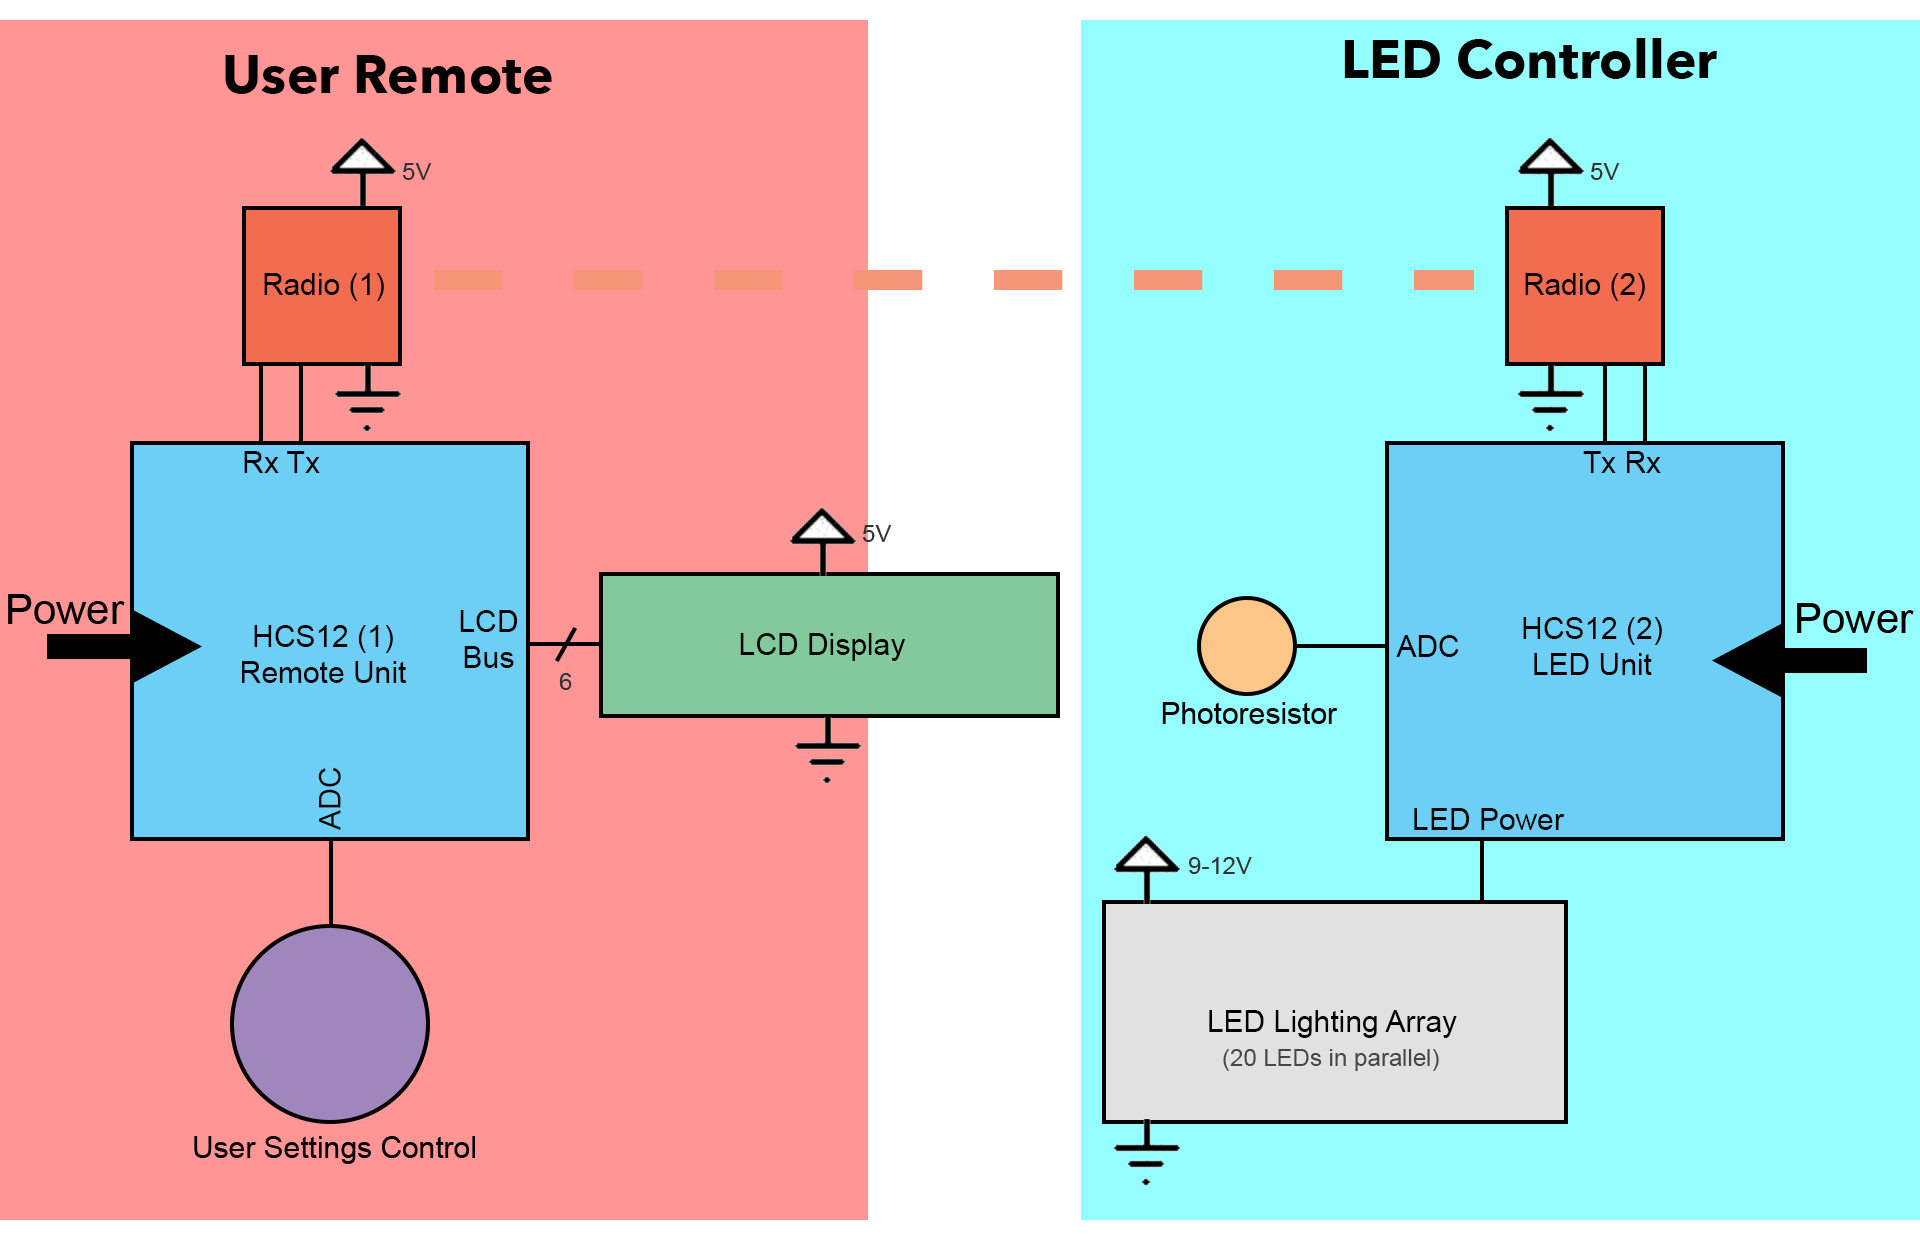 User Remote
5V
Radio (1)
Rx Tx
Power
HCS12 (1)
Remote Unit
LCD
Bus
6
5V
LCD Display
ADC
User Settings Control
LED Controller
5V
Radio (2)
Tx Rx
Photoresistor
ADC
HCS12 (2)
LED Unit
Power
LED Power
9-12V
LED Lighting Array
(20 LEDs in parallel)